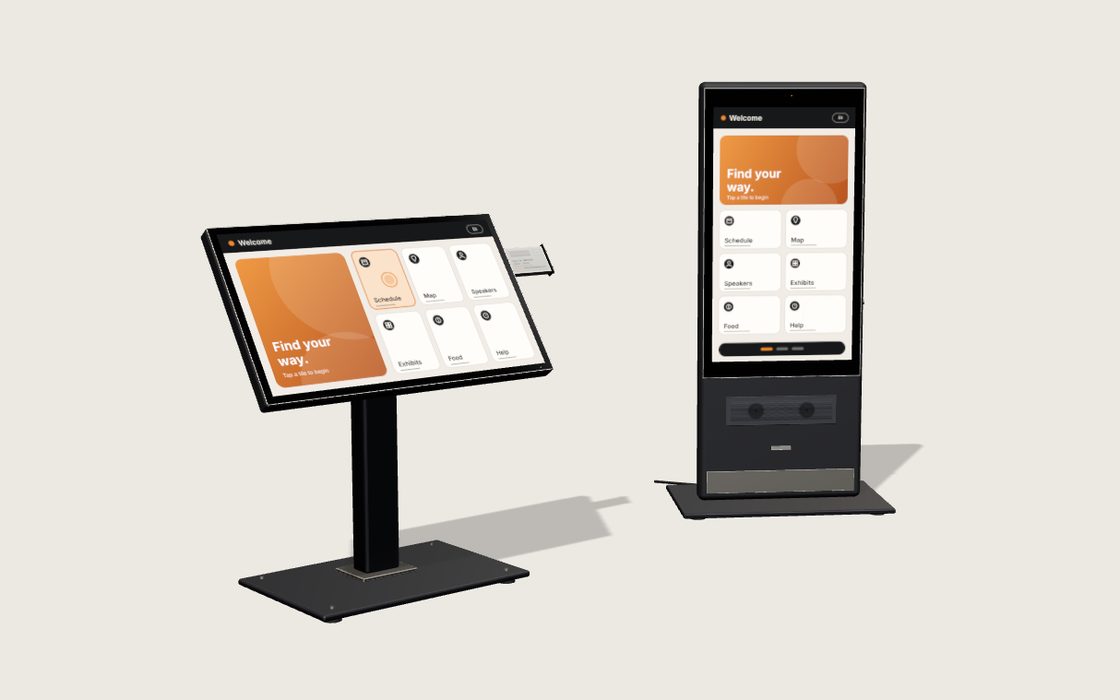 Welcome
Find your
way.
Tap a tile to begin
Schedule
Map
Speakers
Exhibits
Food
Help
Welcome
Find your
way.
Tap a tile to begin
Schedule
Map
Speakers
Exhibits
Food
Help